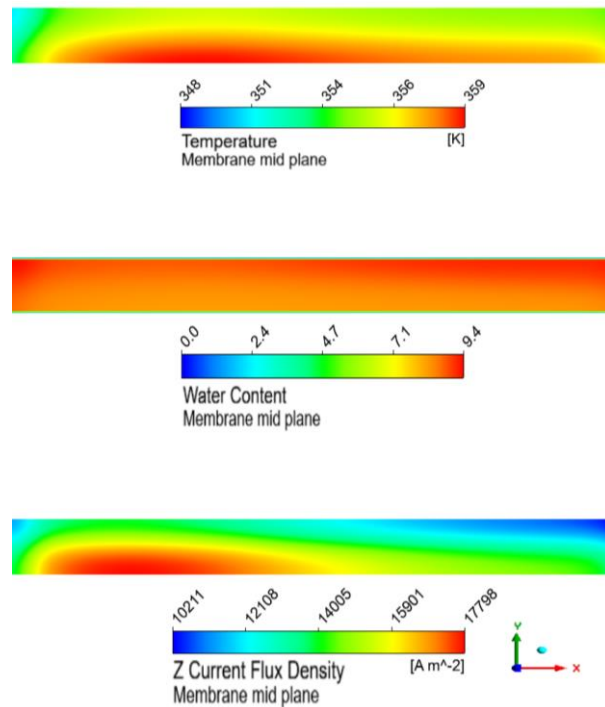 348 351 354 356 359
Temperature [K]
Membrane mid plane
0.0 2.4 4.7 7.1 9.4
Water Content
Membrane mid plane
10211 12108 14005 15901 17798
Z Current Flux Density [A m^-2]
Membrane mid plane
Y
X